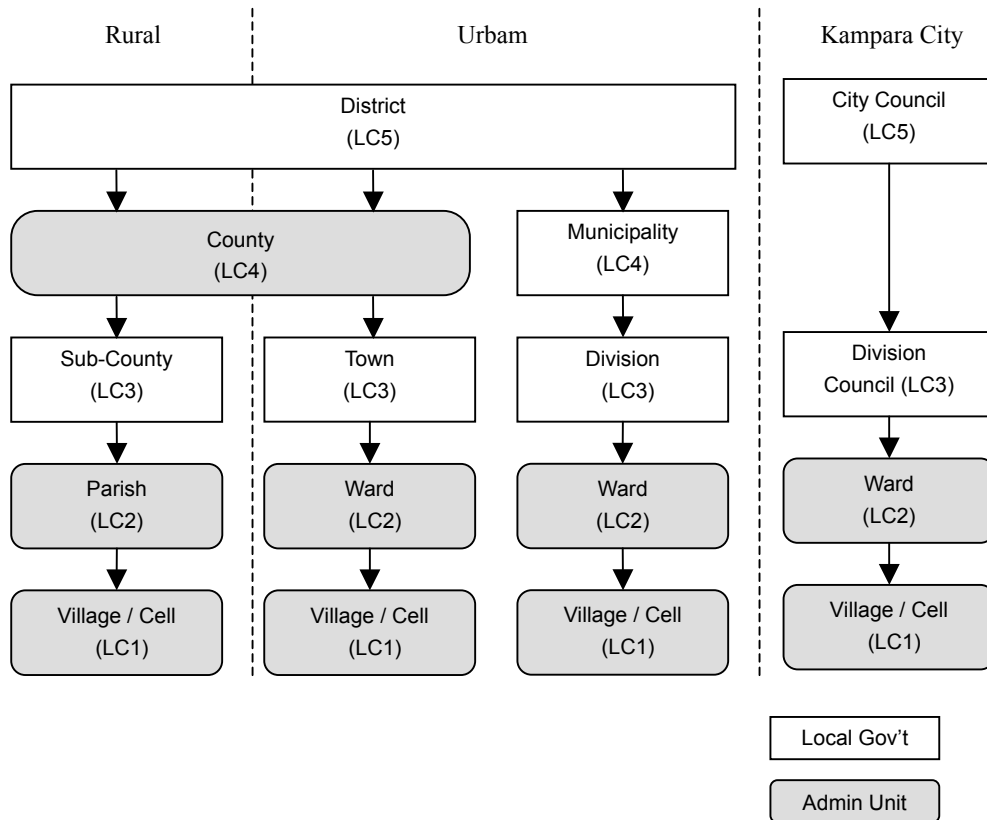 Rural
Urbam
Kampara City
District
(LC5)
City Council
(LC5)
County
(LC4)
Municipality
(LC4)
Sub-County
(LC3)
Town
(LC3)
Division
(LC3)
Division
Council (LC3)
Parish
(LC2)
Ward
(LC2)
Ward
(LC2)
Ward
(LC2)
Village / Cell
(LC1)
Village / Cell
(LC1)
Village / Cell
(LC1)
Village / Cell
(LC1)
Local Gov’t
Admin Unit